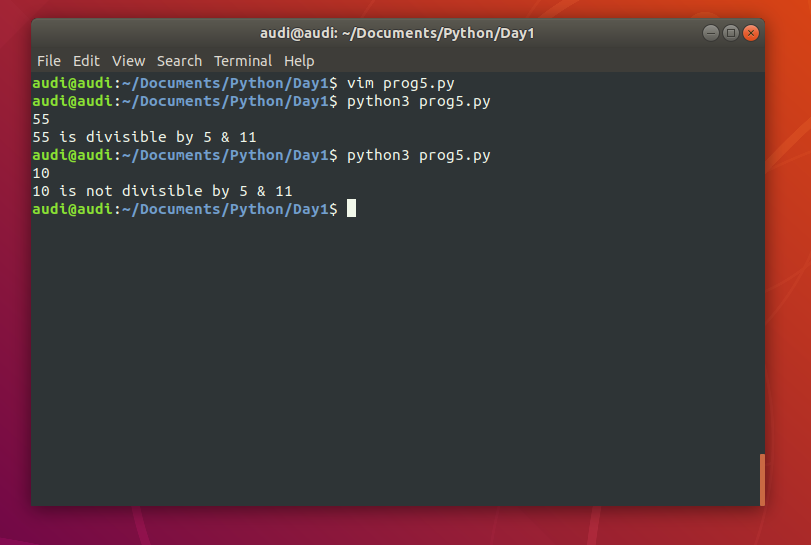 audi@audi: ~/Documents/Python/Day1
File Edit View Search Terminal Help
audi@audi:~/Documents/Python/Day1$ vim prog5.py
audi@audi:~/Documents/Python/Day1$ python3 prog5.py
55
55 is divisible by 5 & 11
audi@audi:~/Documents/Python/Day1$ python3 prog5.py
10
10 is not divisible by 5 & 11
audi@audi:~/Documents/Python/Day1$